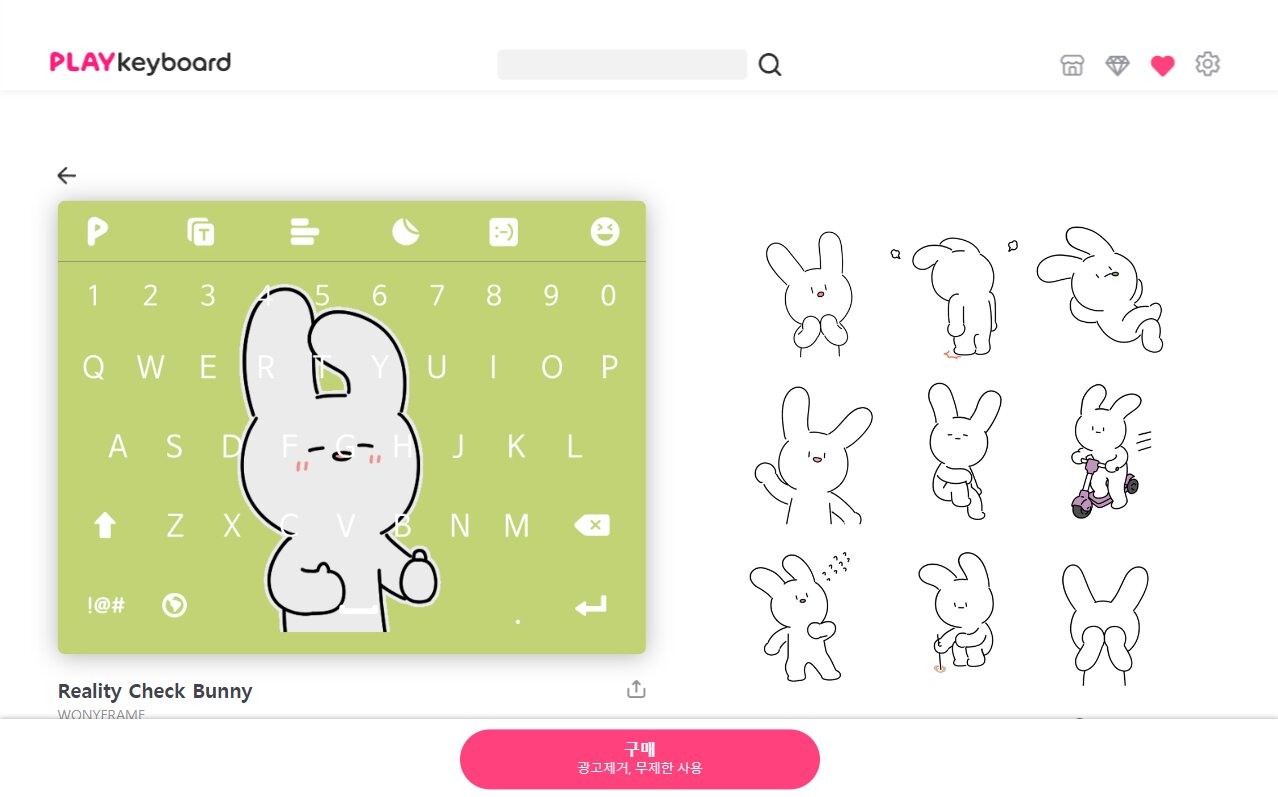 PLAYkeyboard
1 2 3 4 5 6 7 8 9 0
Q W E R T Y U I O P
A S D F G H J K L
Z X C V B N M
!@# .
Reality Check Bunny
WONYFRAME
구매
광고제거, 무제한 사용